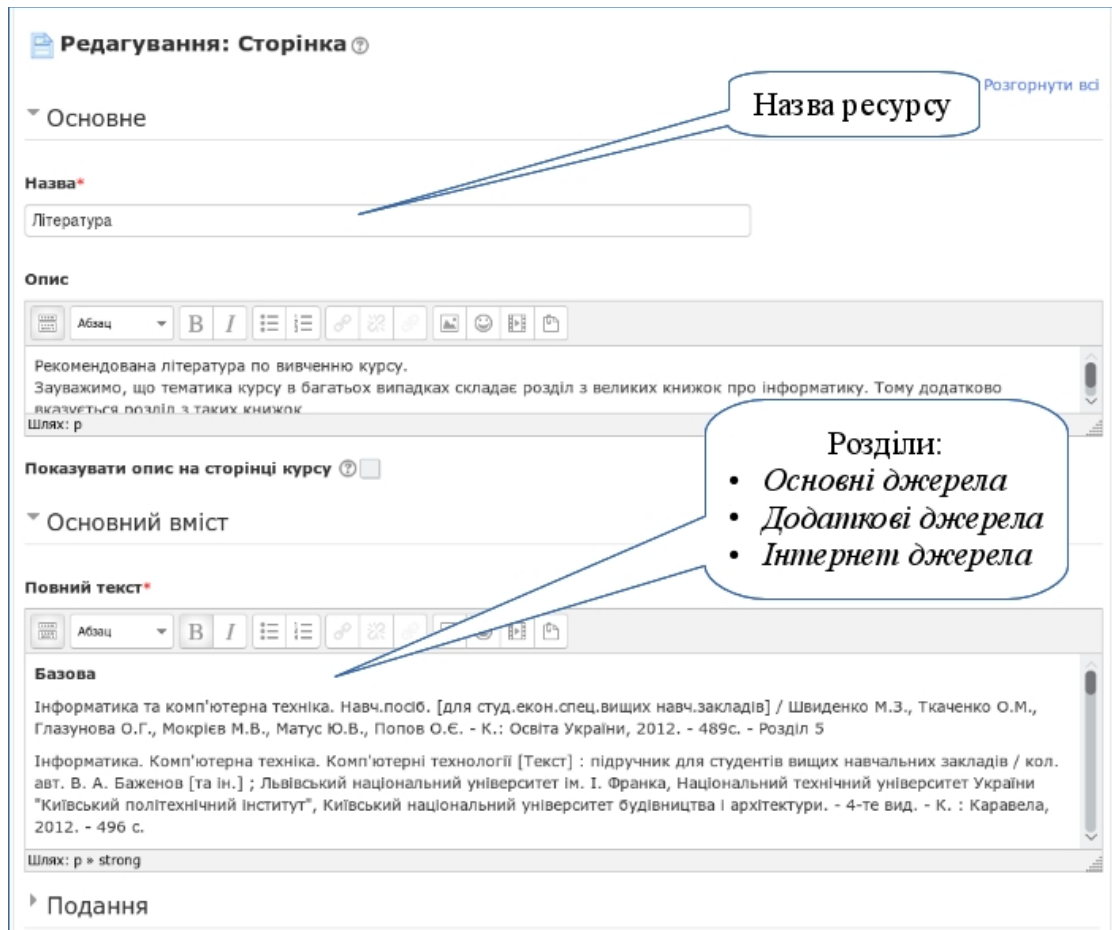 Редагування: Сторінка
Розгорнути всі
Назва ресурсу
Основне
Назва*
Література
Опис
Абзац
B I
Рекомендована література по вивченню курсу.
Зауважимо, що тематика курсу в багатьох випадках складає розділ з великих книжок про інформатику. Тому додатково
вказується розділ з таких книжок
Шлях: p
Розділи:
• Основні джерела
• Додаткові джерела
• Інтернет джерела
Показувати опис на сторінці курсу
Основний вміст
Повний текст*
Абзац
B I
Базова
Інформатика та комп'ютерна техніка. Навч.посіб. [для студ.екон.спец.вищих навч.закладів] / Швиденко М.З., Ткаченко О.М.,
Глазунова О.Г., Мокрієв М.В., Матус Ю.В., Попов О.Є. - К.: Освіта України, 2012. - 489с. - Розділ 5
Інформатика. Комп'ютерна техніка. Комп'ютерні технології [Текст] : підручник для студентів вищих навчальних закладів / кол.
авт. В. А. Баженов [та ін.] ; Львівський національний університет ім. І. Франка, Національний технічний університет України
"Київський політехнічний інститут", Київський національний університет будівництва і архітектури. - 4-те вид. - К. : Каравела,
2012. - 496 с.
Шлях: p » strong
Подання